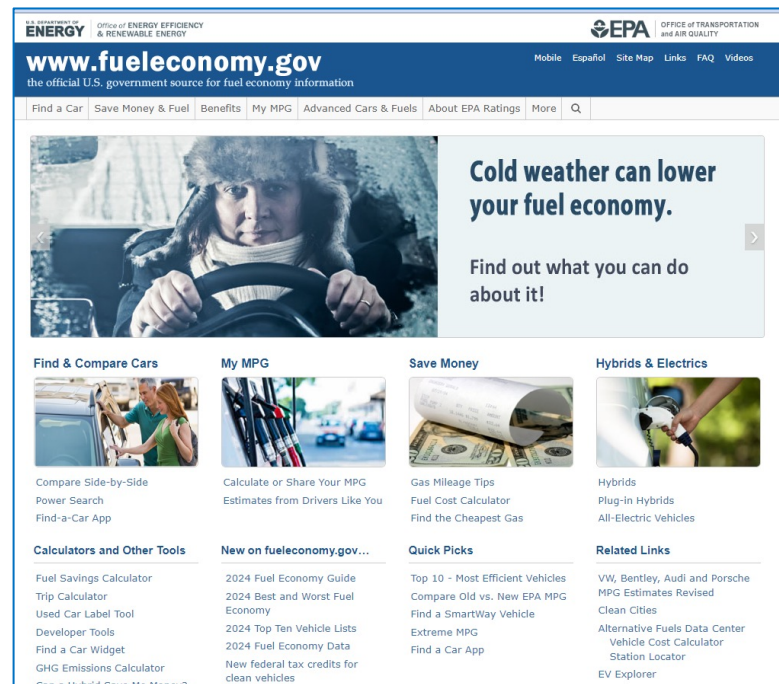 U.S. DEPARTMENT OF
ENERGY
Office of ENERGY EFFICIENCY
& RENEWABLE ENERGY
EPA
OFFICE of TRANSPORTATION
and AIR QUALITY
www.fueleconomy.gov
the official U.S. government source for fuel economy information
Mobile Español Site Map Links FAQ Videos
Find a Car Save Money & Fuel Benefits My MPG Advanced Cars & Fuels About EPA Ratings More
Cold weather can lower
your fuel economy.
Find out what you can do
about it!
Find & Compare Cars
Compare Side-by-Side
Power Search
Find-a-Car App
My MPG
Calculate or Share Your MPG
Estimates from Drivers Like You
Save Money
Gas Mileage Tips
Fuel Cost Calculator
Find the Cheapest Gas
Hybrids & Electrics
Hybrids
Plug-in Hybrids
All-Electric Vehicles
Calculators and Other Tools
Fuel Savings Calculator
Trip Calculator
Used Car Label Tool
Developer Tools
Find a Car Widget
GHG Emissions Calculator
Can a Hybrid Save Me Money?
New on fueleconomy.gov...
2024 Fuel Economy Guide
2024 Best and Worst Fuel
Economy
2024 Top Ten Vehicle Lists
2024 Fuel Economy Data
New federal tax credits for
clean vehicles
Quick Picks
Top 10 - Most Efficient Vehicles
Compare Old vs. New EPA MPG
Find a SmartWay Vehicle
Extreme MPG
Find a Car App
Related Links
VW, Bentley, Audi and Porsche
MPG Estimates Revised
Clean Cities
Alternative Fuels Data Center
Vehicle Cost Calculator
Station Locator
EV Explorer